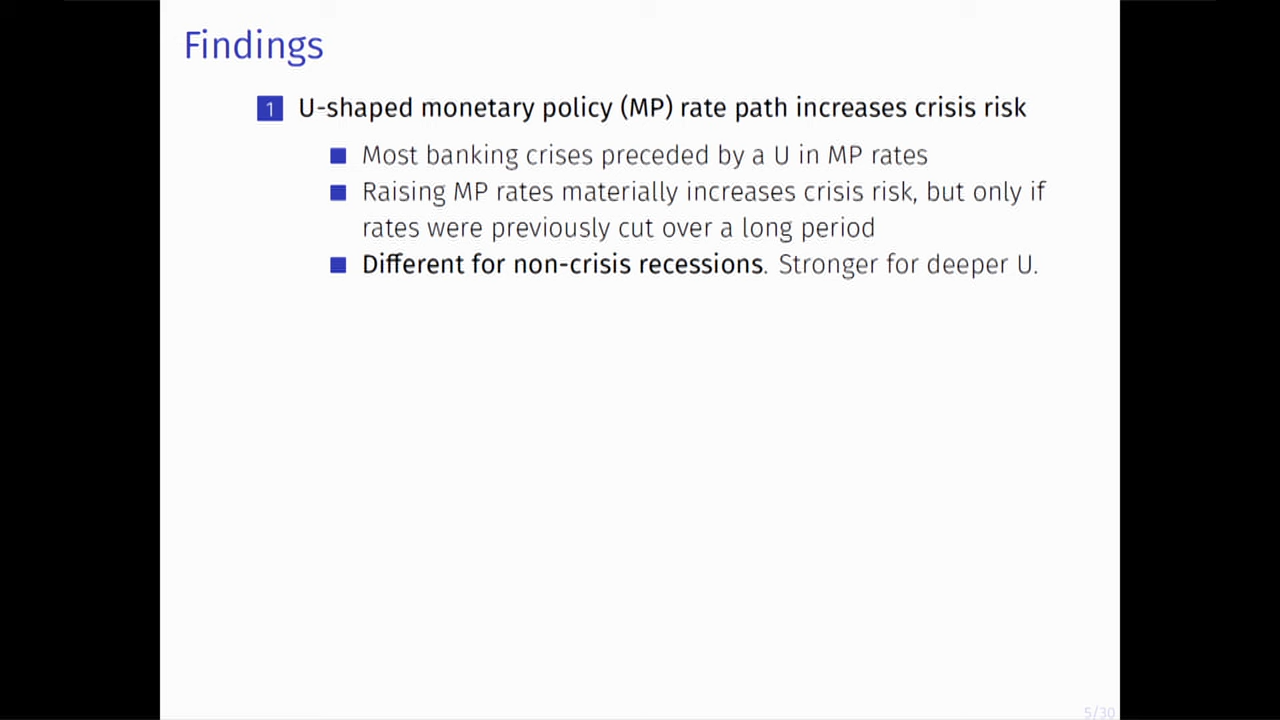 Findings
1 U-shaped monetary policy (MP) rate path increases crisis risk
Most banking crises preceded by a U in MP rates
Raising MP rates materially increases crisis risk, but only if
rates were previously cut over a long period
Different for non-crisis recessions. Stronger for deeper U.
5/30